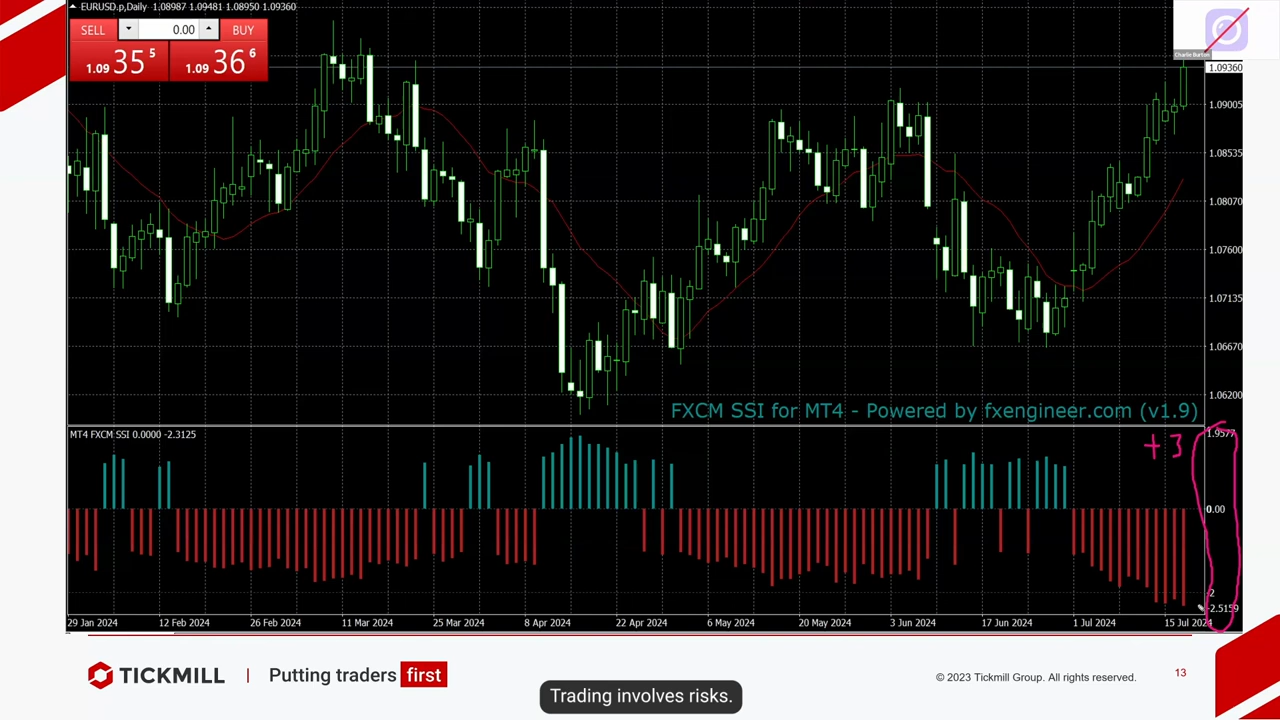 EURUSD.p,Daily 1.08987 1.09481 1.08950 1.09360
SELL 0.00 BUY
1.09 35 5 1.09 36 6
Charlie Burton
1.09360
1.09005
1.08535
1.08070
1.07600
1.07135
1.06670
1.06200
FXCM SSI for MT4 - Powered by fxengineer.com (v1.9)
MT4 FXCM SSI 0.0000 -2.3125
1.9577
+3
0.00
-2.5159
29 Jan 2024 12 Feb 2024 26 Feb 2024 11 Mar 2024 25 Mar 2024 8 Apr 2024 22 Apr 2024 6 May 2024 20 May 2024 3 Jun 2024 17 Jun 2024 1 Jul 2024 15 Jul 2024
TICKMILL | Putting traders first
© 2023 Tickmill Group. All rights reserved. 13
Trading involves risks.